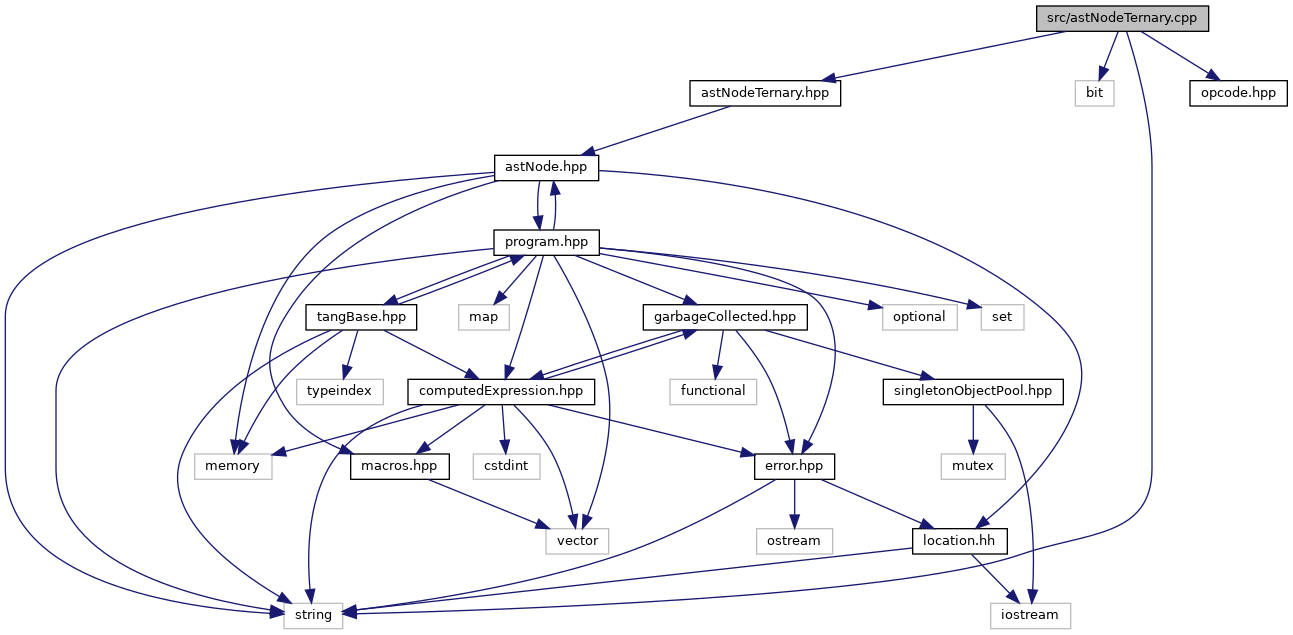 src/astNodeTernary.cpp
astNodeTernary.hpp
bit
opcode.hpp
astNode.hpp
program.hpp
tangBase.hpp
map
garbageCollected.hpp
optional
set
typeindex
computedExpression.hpp
functional
singletonObjectPool.hpp
memory
macros.hpp
cstdint
error.hpp
mutex
vector
ostream
location.hh
string
iostream